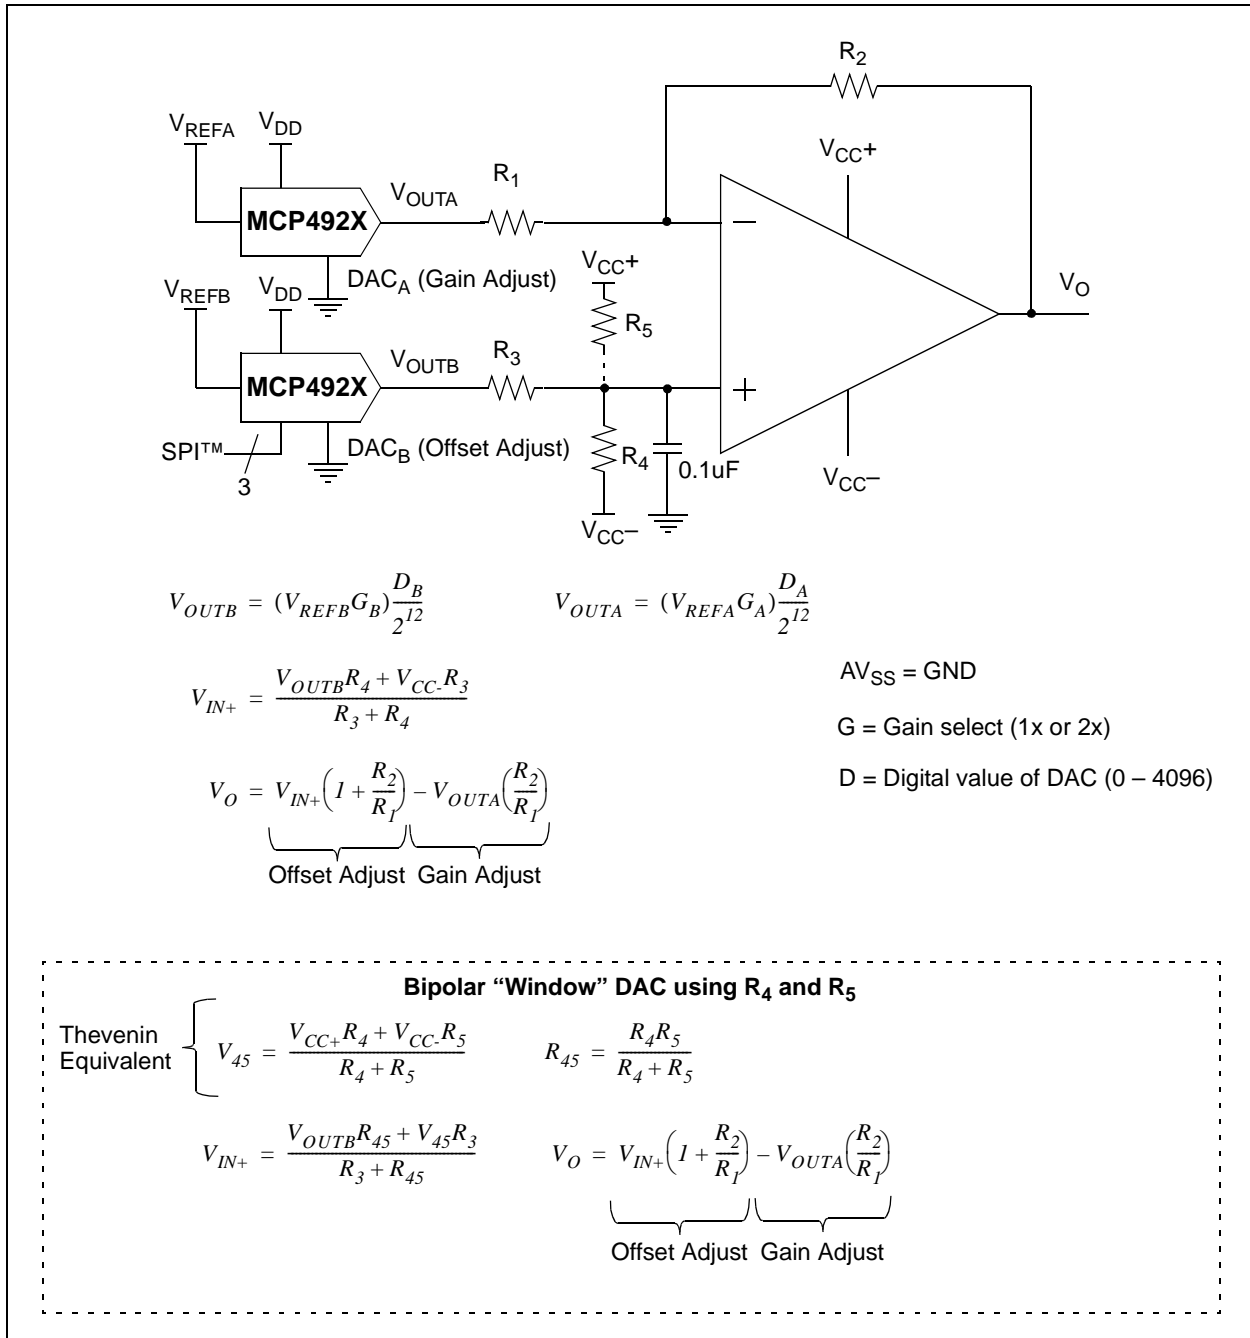 R2
VREFA VDD
VCC+
R1
VOUTA
MCP492X
VCC+
DACA (Gain Adjust)
VREFB VDD
VO
R5
VOUTB
R3
MCP492X
SPI™
3
DACB (Offset Adjust)
R4
0.1uF
VCC–
VCC–
VOUTB = (VREFBGB) DB/2^12
VOUTA = (VREFAGA) DA/2^12
AVSS = GND
VIN+ = (VOUTBR4 + VCC-R3)/(R3 + R4)
G = Gain select (1x or 2x)
D = Digital value of DAC (0 – 4096)
VO = VIN+(1 + R2/R1) – VOUTA(R2/R1)
Offset Adjust Gain Adjust
Bipolar “Window” DAC using R4 and R5
Thevenin
Equivalent
V45 = (VCC+R4 + VCC-R5)/(R4 + R5)
R45 = R4R5/(R4 + R5)
VIN+ = (VOUTBR45 + V45R3)/(R3 + R45)
VO = VIN+(1 + R2/R1) – VOUTA(R2/R1)
Offset Adjust Gain Adjust